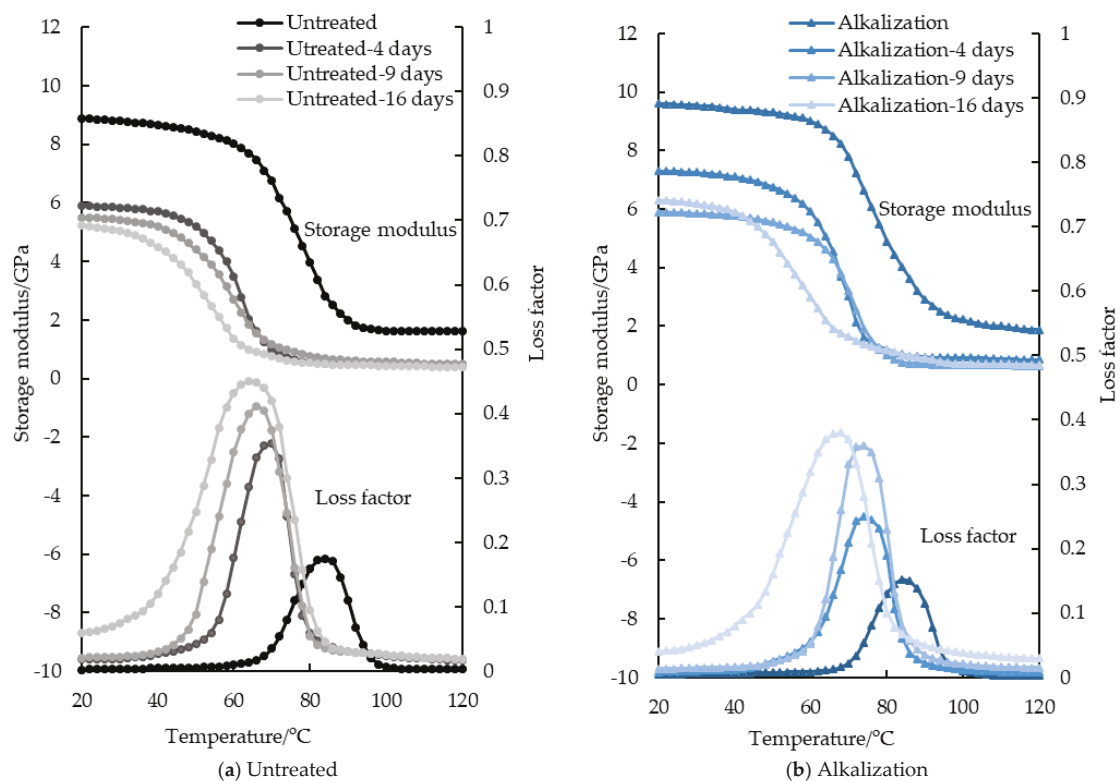 Untreated
Utreated-4 days
Untreated-9 days
Untreated-16 days
12
10
8
6
4
2
0
-2
-4
-6
-8
-10
Storage modulus/GPa
1
0.9
0.8
0.7
0.6
0.5
0.4
0.3
0.2
0.1
0
Loss factor
Storage modulus
Loss factor
20
40
60
80
100
120
Temperature/°C
(a) Untreated
Alkalization
Alkalization-4 days
Alkalization-9 days
Alkalization-16 days
12
10
8
6
4
2
0
-2
-4
-6
-8
-10
Storage modulus/GPa
1
0.9
0.8
0.7
0.6
0.5
0.4
0.3
0.2
0.1
0
Loss factor
Storage modulus
Loss factor
20
40
60
80
100
120
Temperature/°C
(b) Alkalization